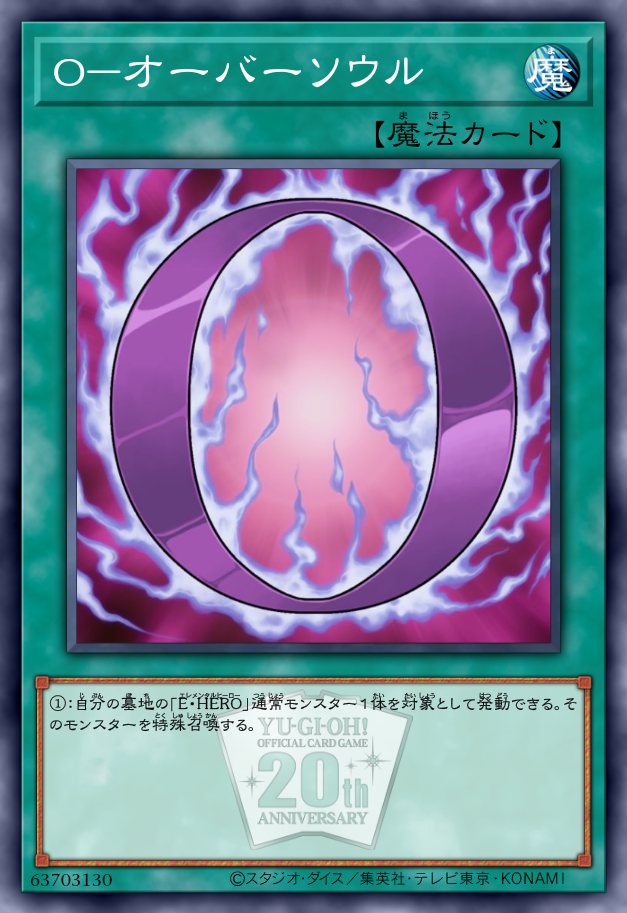 O－オーバーソウル
魔
【魔法カード】
①：自分の墓地の「E・HERO」通常モンスター１体を対象として発動できる。そ
のモンスターを特殊召喚する。
YU-GI-OH!
OFFICIAL CARD GAME
20th
ANNIVERSARY
63703130
©スタジオ・ダイス／集英社・テレビ東京・KONAMI